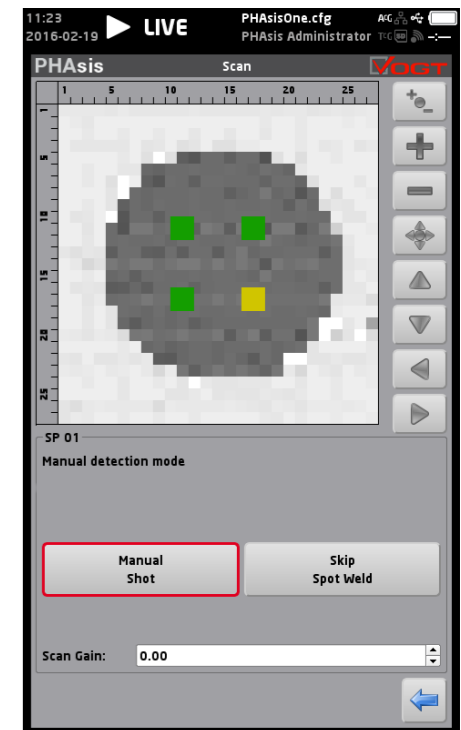 11:23
2016-02-19
LIVE
PHAsisOne.cfg
PHAsis Administrator
AᴬG
TCG
-:--
PHAsis
Scan
VOGT
1 5 10 15 20 25
1
5
10
15
20
25
SP 01
Manual detection mode
Manual
Shot
Skip
Spot Weld
Scan Gain:
0.00